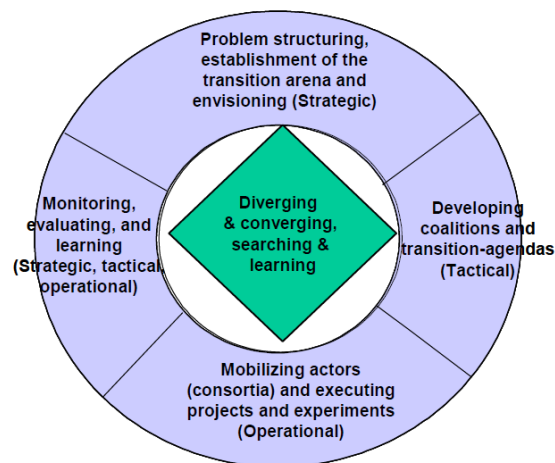 Problem structuring,
establishment of the
transition arena and
envisioning (Strategic)
Monitoring,
evaluating, and
learning
(Strategic, tactical,
operational)
Diverging
& converging,
searching &
learning
Developing
coalitions and
transition-agendas
(Tactical)
Mobilizing actors
(consortia) and executing
projects and experiments
(Operational)